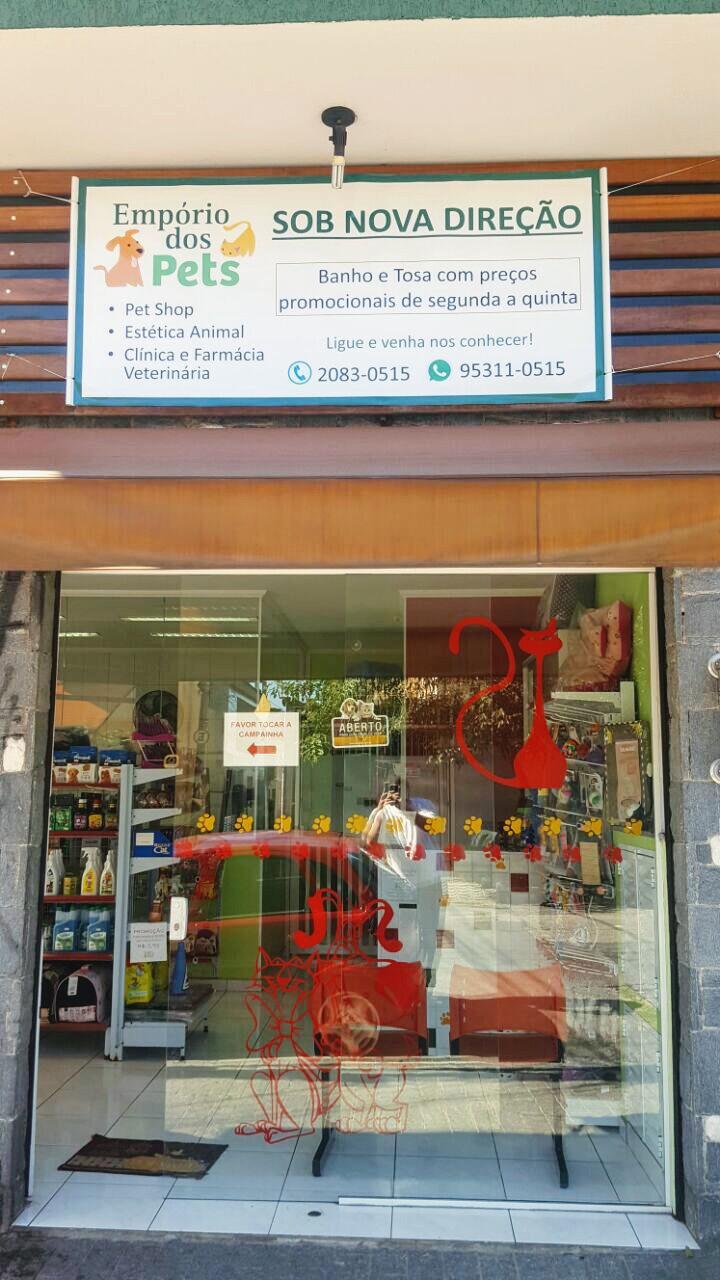 Empório
dos
Pets
• Pet Shop
• Estética Animal
• Clínica e Farmácia
Veterinária
SOB NOVA DIREÇÃO
Banho e Tosa com preços
promocionais de segunda a quinta
Ligue e venha nos conhecer!
2083-0515 95311-0515
FAVOR TOCAR A
CAMPAINHA
ABERTO
PROMOÇÃO